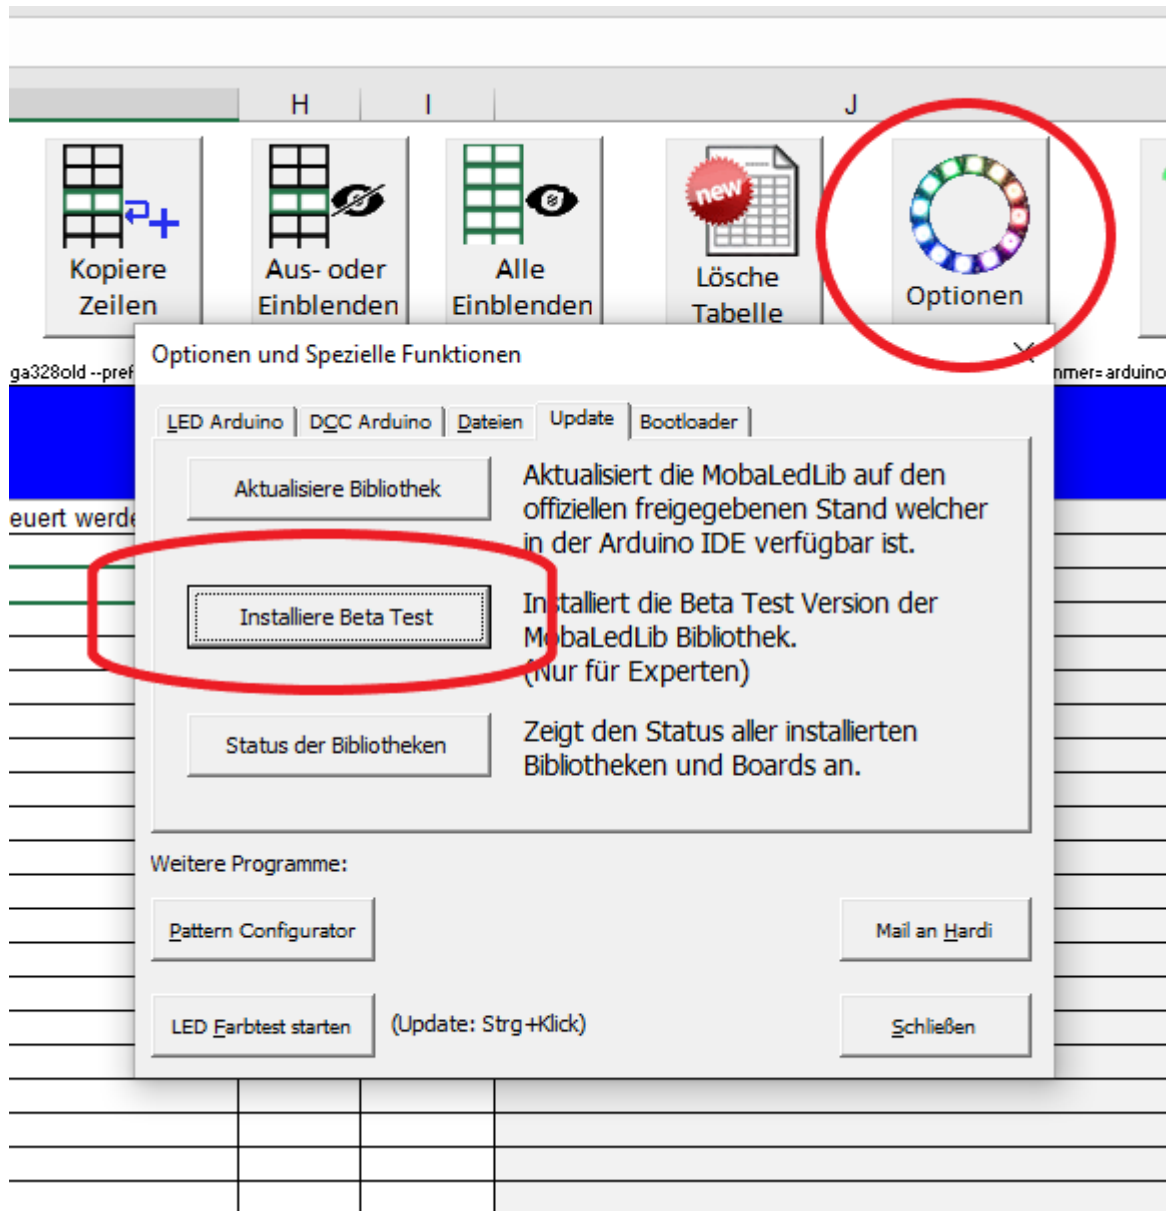 H I J
new
Kopiere
Zeilen
Aus- oder
Einblenden
Alle
Einblenden
Lösche
Tabelle
Optionen
Optionen und Spezielle Funktionen
ga328old --pref
mer=arduino
LED Arduino
DCC Arduino
Dateien
Update
Bootloader
euert werde
Aktualisiere Bibliothek
Aktualisiert die MobaLedLib auf den
offiziellen freigegebenen Stand welcher
in der Arduino IDE verfügbar ist.
Installiere Beta Test
Installiert die Beta Test Version der
MobaLedLib Bibliothek.
(Nur für Experten)
Status der Bibliotheken
Zeigt den Status aller installierten
Bibliotheken und Boards an.
Weitere Programme:
Pattern Configurator
Mail an Hardi
LED Farbtest starten
(Update: Strg+Klick)
Schließen